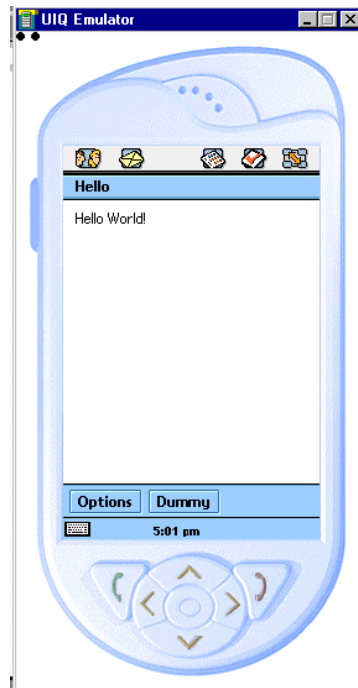 UIQ Emulator
Hello
Hello World!
Options Dummy
5:01 pm